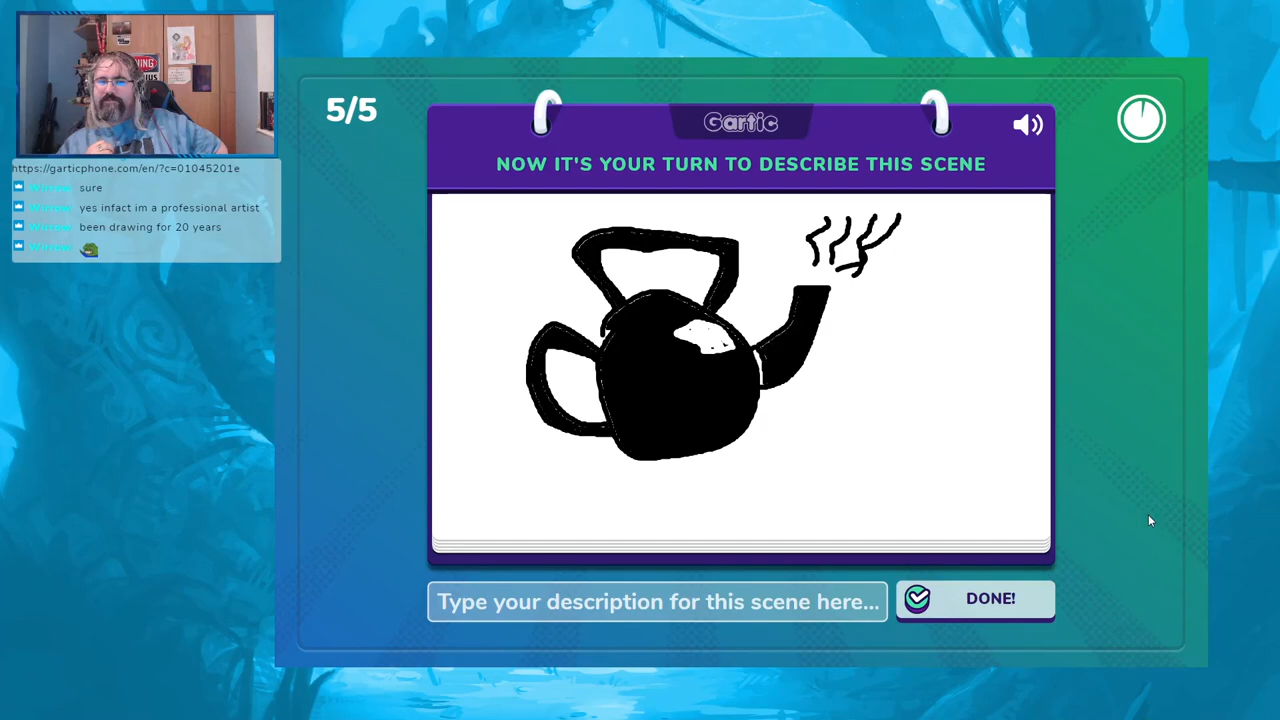 NING
5/5
Gartic
NOW IT'S YOUR TURN TO DESCRIBE THIS SCENE
https://garticphone.com/en/?c=01045201e
sure
yes infact im a professional artist
been drawing for 20 years
Type your description for this scene here...
DONE!